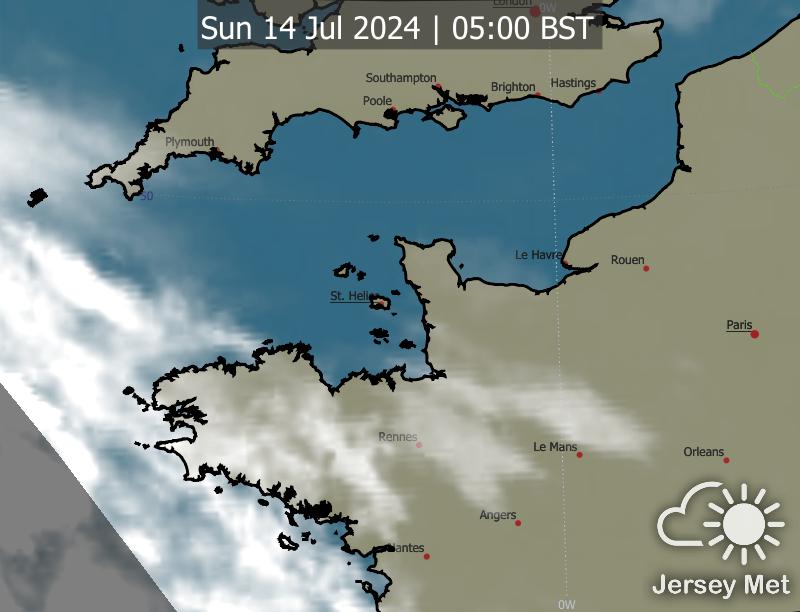 London
0W
Sun 14 Jul 2024 | 05:00 BST
Southampton
Brighton
Hastings
Poole
Plymouth
50
Le Havre
Rouen
St. Helier
Paris
Rennes
Le Mans
Orleans
Angers
Nantes
Jersey Met
0W